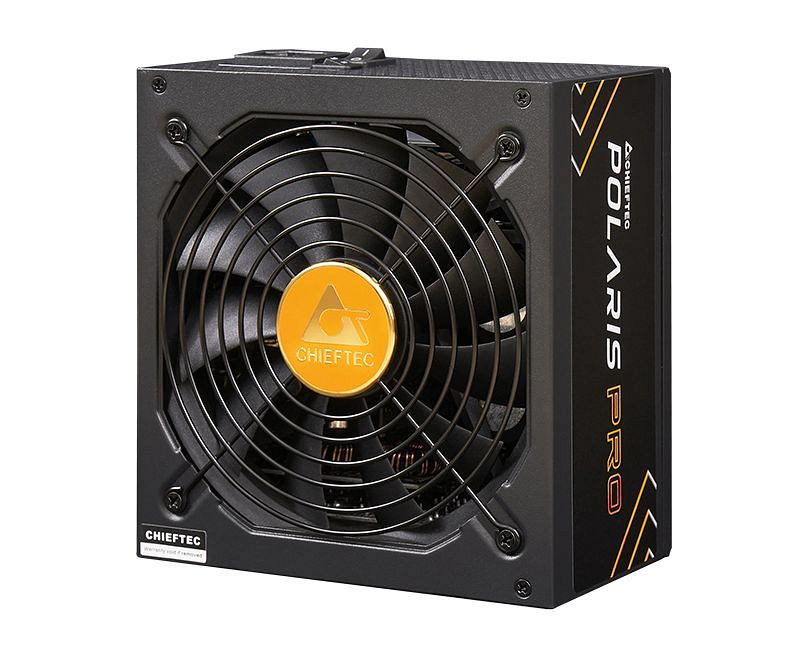 CHIEFTEC
CHIEFTEC
POLARIS PRO
CHIEFTEC
Warranty void if removed